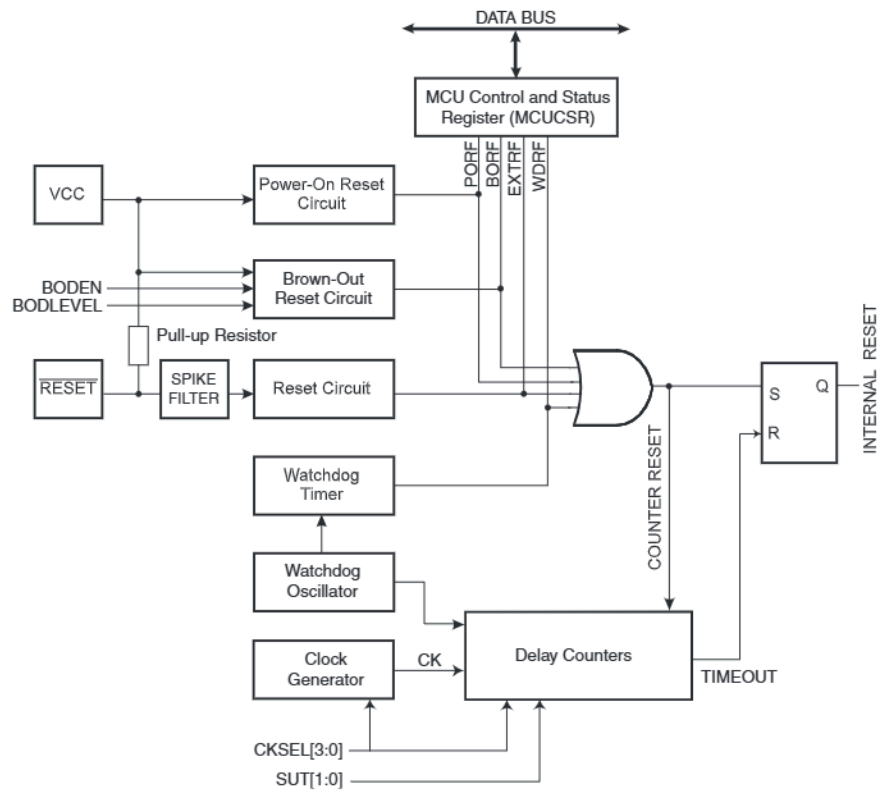 DATA BUS
MCU Control and Status
Register (MCUCSR)
PORF
BORF
EXTRF
WDRF
VCC
Power-On Reset
Circuit
BODEN
BODLEVEL
Brown-Out
Reset Circuit
Pull-up Resistor
RESET
SPIKE
FILTER
Reset Circuit
S
Q
R
INTERNAL RESET
Watchdog
Timer
COUNTER RESET
Watchdog
Oscillator
Clock
Generator
CK
Delay Counters
TIMEOUT
CKSEL[3:0]
SUT[1:0]